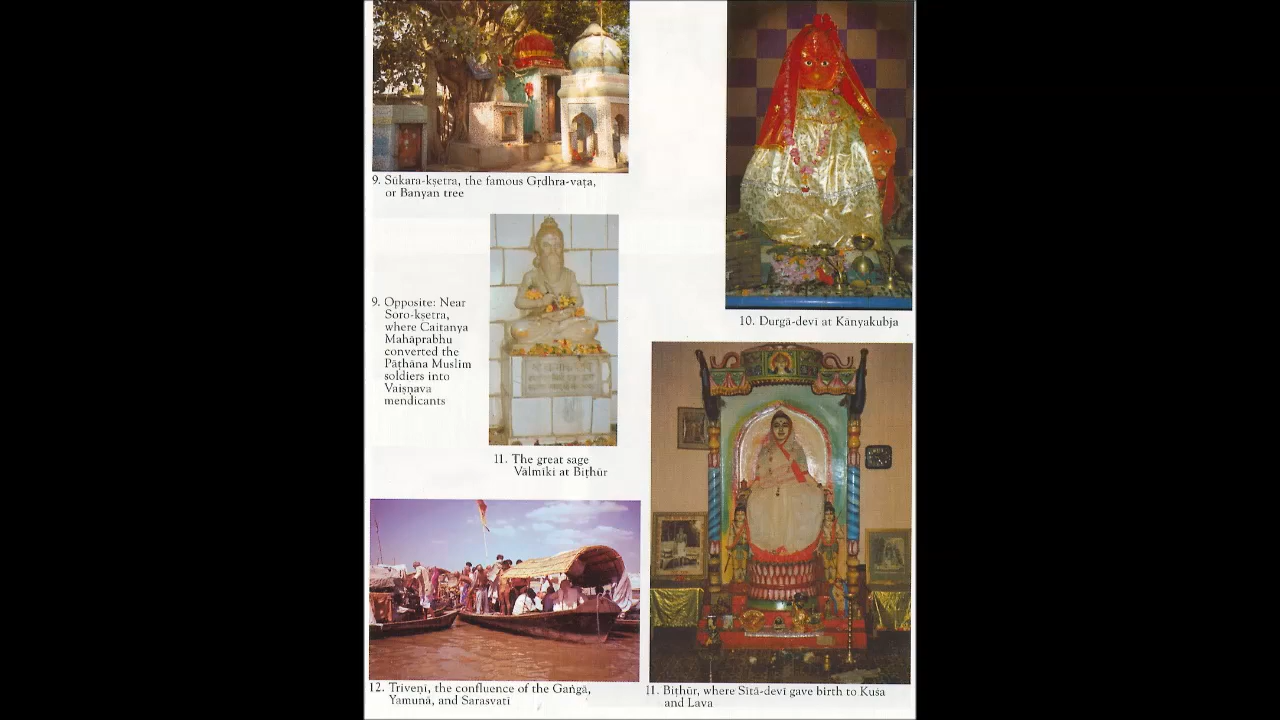 9. Sūkara-kṣetra, the famous Gṛdhra-vaṭa,
or Banyan tree
10. Durgā-devī at Kānyakubja
9. Opposite: Near
Soro-kṣetra,
where Caitanya
Mahāprabhu
converted the
Pāṭhāna Muslim
soldiers into
Vaiṣṇava
mendicants
11. The great sage
Vālmīki at Biṭhūr
12. Triveṇī, the confluence of the Gaṅgā,
Yamunā, and Sarasvatī
11. Biṭhūr, where Sītā-devī gave birth to Kuśa
and Lava